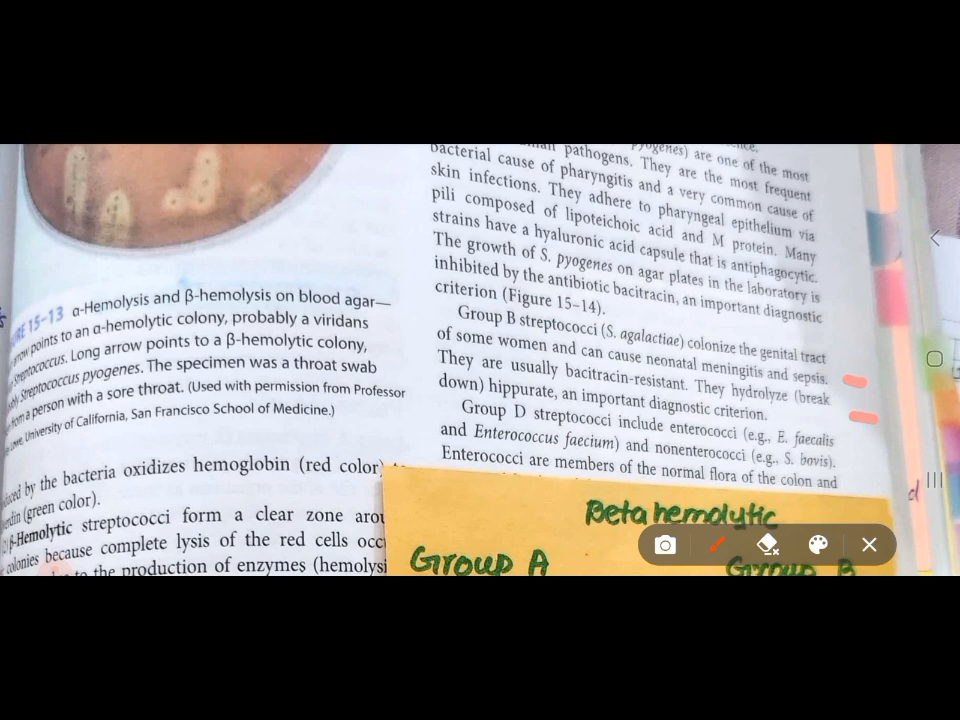 URE 15–13 α-Hemolysis and β-hemolysis on blood agar—
arrow points to an α-hemolytic colony, probably a viridans
Streptococcus. Long arrow points to a β-hemolytic colony,
Streptococcus pyogenes. The specimen was a throat swab
from a person with a sore throat. (Used with permission from Professor
University of California, San Francisco School of Medicine.)
by the bacteria oxidizes hemoglobin (red color)
(green color).
β-Hemolytic streptococci form a clear zone
colonies because complete lysis of the red cells
to the production of enzymes
pyogenes) are one of the most
pathogens. They are the most frequent
bacterial cause of pharyngitis and a very common cause of
skin infections. They adhere to pharyngeal epithelium via
pili composed of lipoteichoic acid and M protein. Many
strains have a hyaluronic acid capsule that is antiphagocytic.
The growth of S. pyogenes on agar plates in the laboratory is
inhibited by the antibiotic bacitracin, an important diagnostic
criterion (Figure 15–14).
Group B streptococci (S. agalactiae) colonize the genital tract
of some women and can cause neonatal meningitis and sepsis.
They are usually bacitracin-resistant. They hydrolyze (break
down) hippurate, an important diagnostic criterion.
Group D streptococci include enterococci (e.g., E. faecalis
and Enterococcus faecium) and nonenterococci (e.g., S. bovis).
Enterococci are members of the normal flora of the colon and
Beta hemolytic
Group A
Group B